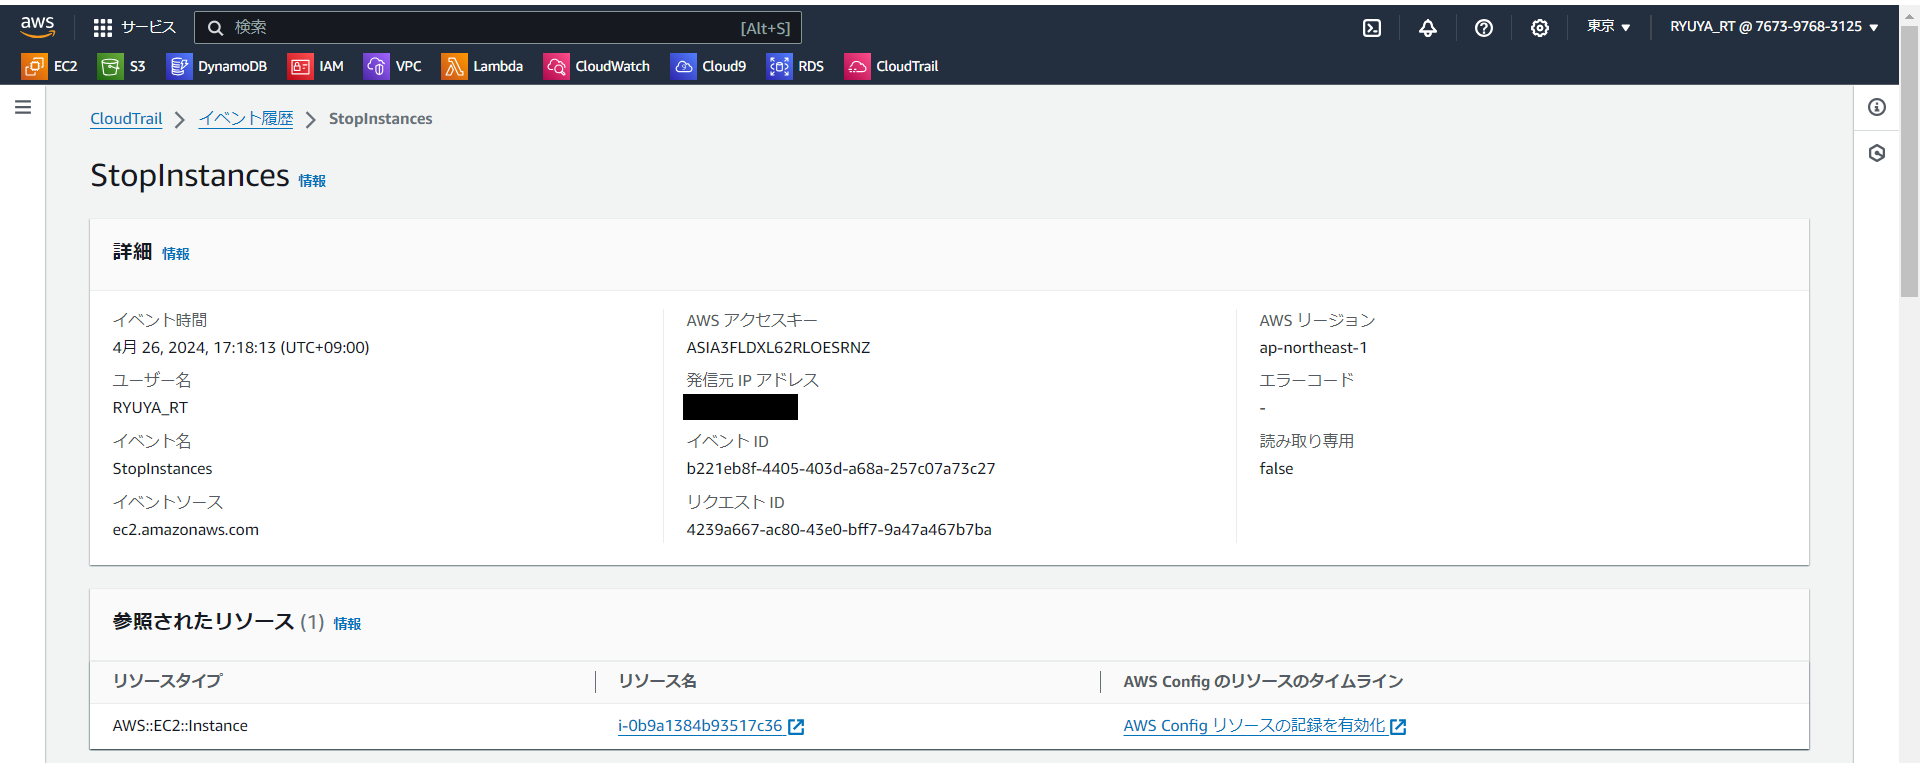 aws
サービス
検索
[Alt+S]
東京
RYUYA_RT @ 7673-9768-3125
EC2
S3
DynamoDB
IAM
VPC
Lambda
CloudWatch
Cloud9
RDS
CloudTrail
CloudTrail
イベント履歴
StopInstances
StopInstances 情報
詳細 情報
イベント時間
4月 26, 2024, 17:18:13 (UTC+09:00)
ユーザー名
RYUYA_RT
イベント名
StopInstances
イベントソース
ec2.amazonaws.com
AWS アクセスキー
ASIA3FLDXL62RLOESRNZ
発信元 IP アドレス
イベント ID
b221eb8f-4405-403d-a68a-257c07a73c27
リクエスト ID
4239a667-ac80-43e0-bff7-9a47a467b7ba
AWS リージョン
ap-northeast-1
エラーコード
-
読み取り専用
false
参照されたリソース (1) 情報
リソースタイプ
リソース名
AWS Config のリソースのタイムライン
AWS::EC2::Instance
i-0b9a1384b93517c36
AWS Config リソースの記録を有効化